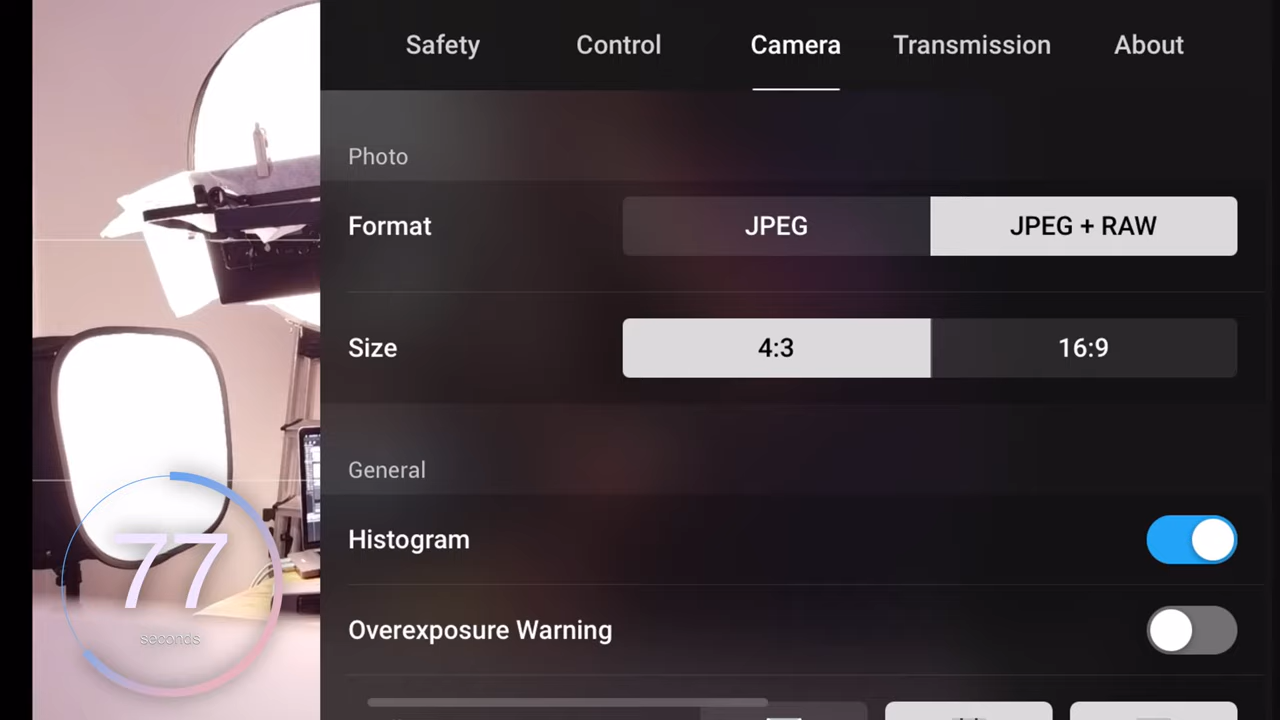 Safety Control Camera Transmission About
Photo
Format JPEG JPEG + RAW
Size 4:3 16:9
General
Histogram
77
seconds
Overexposure Warning